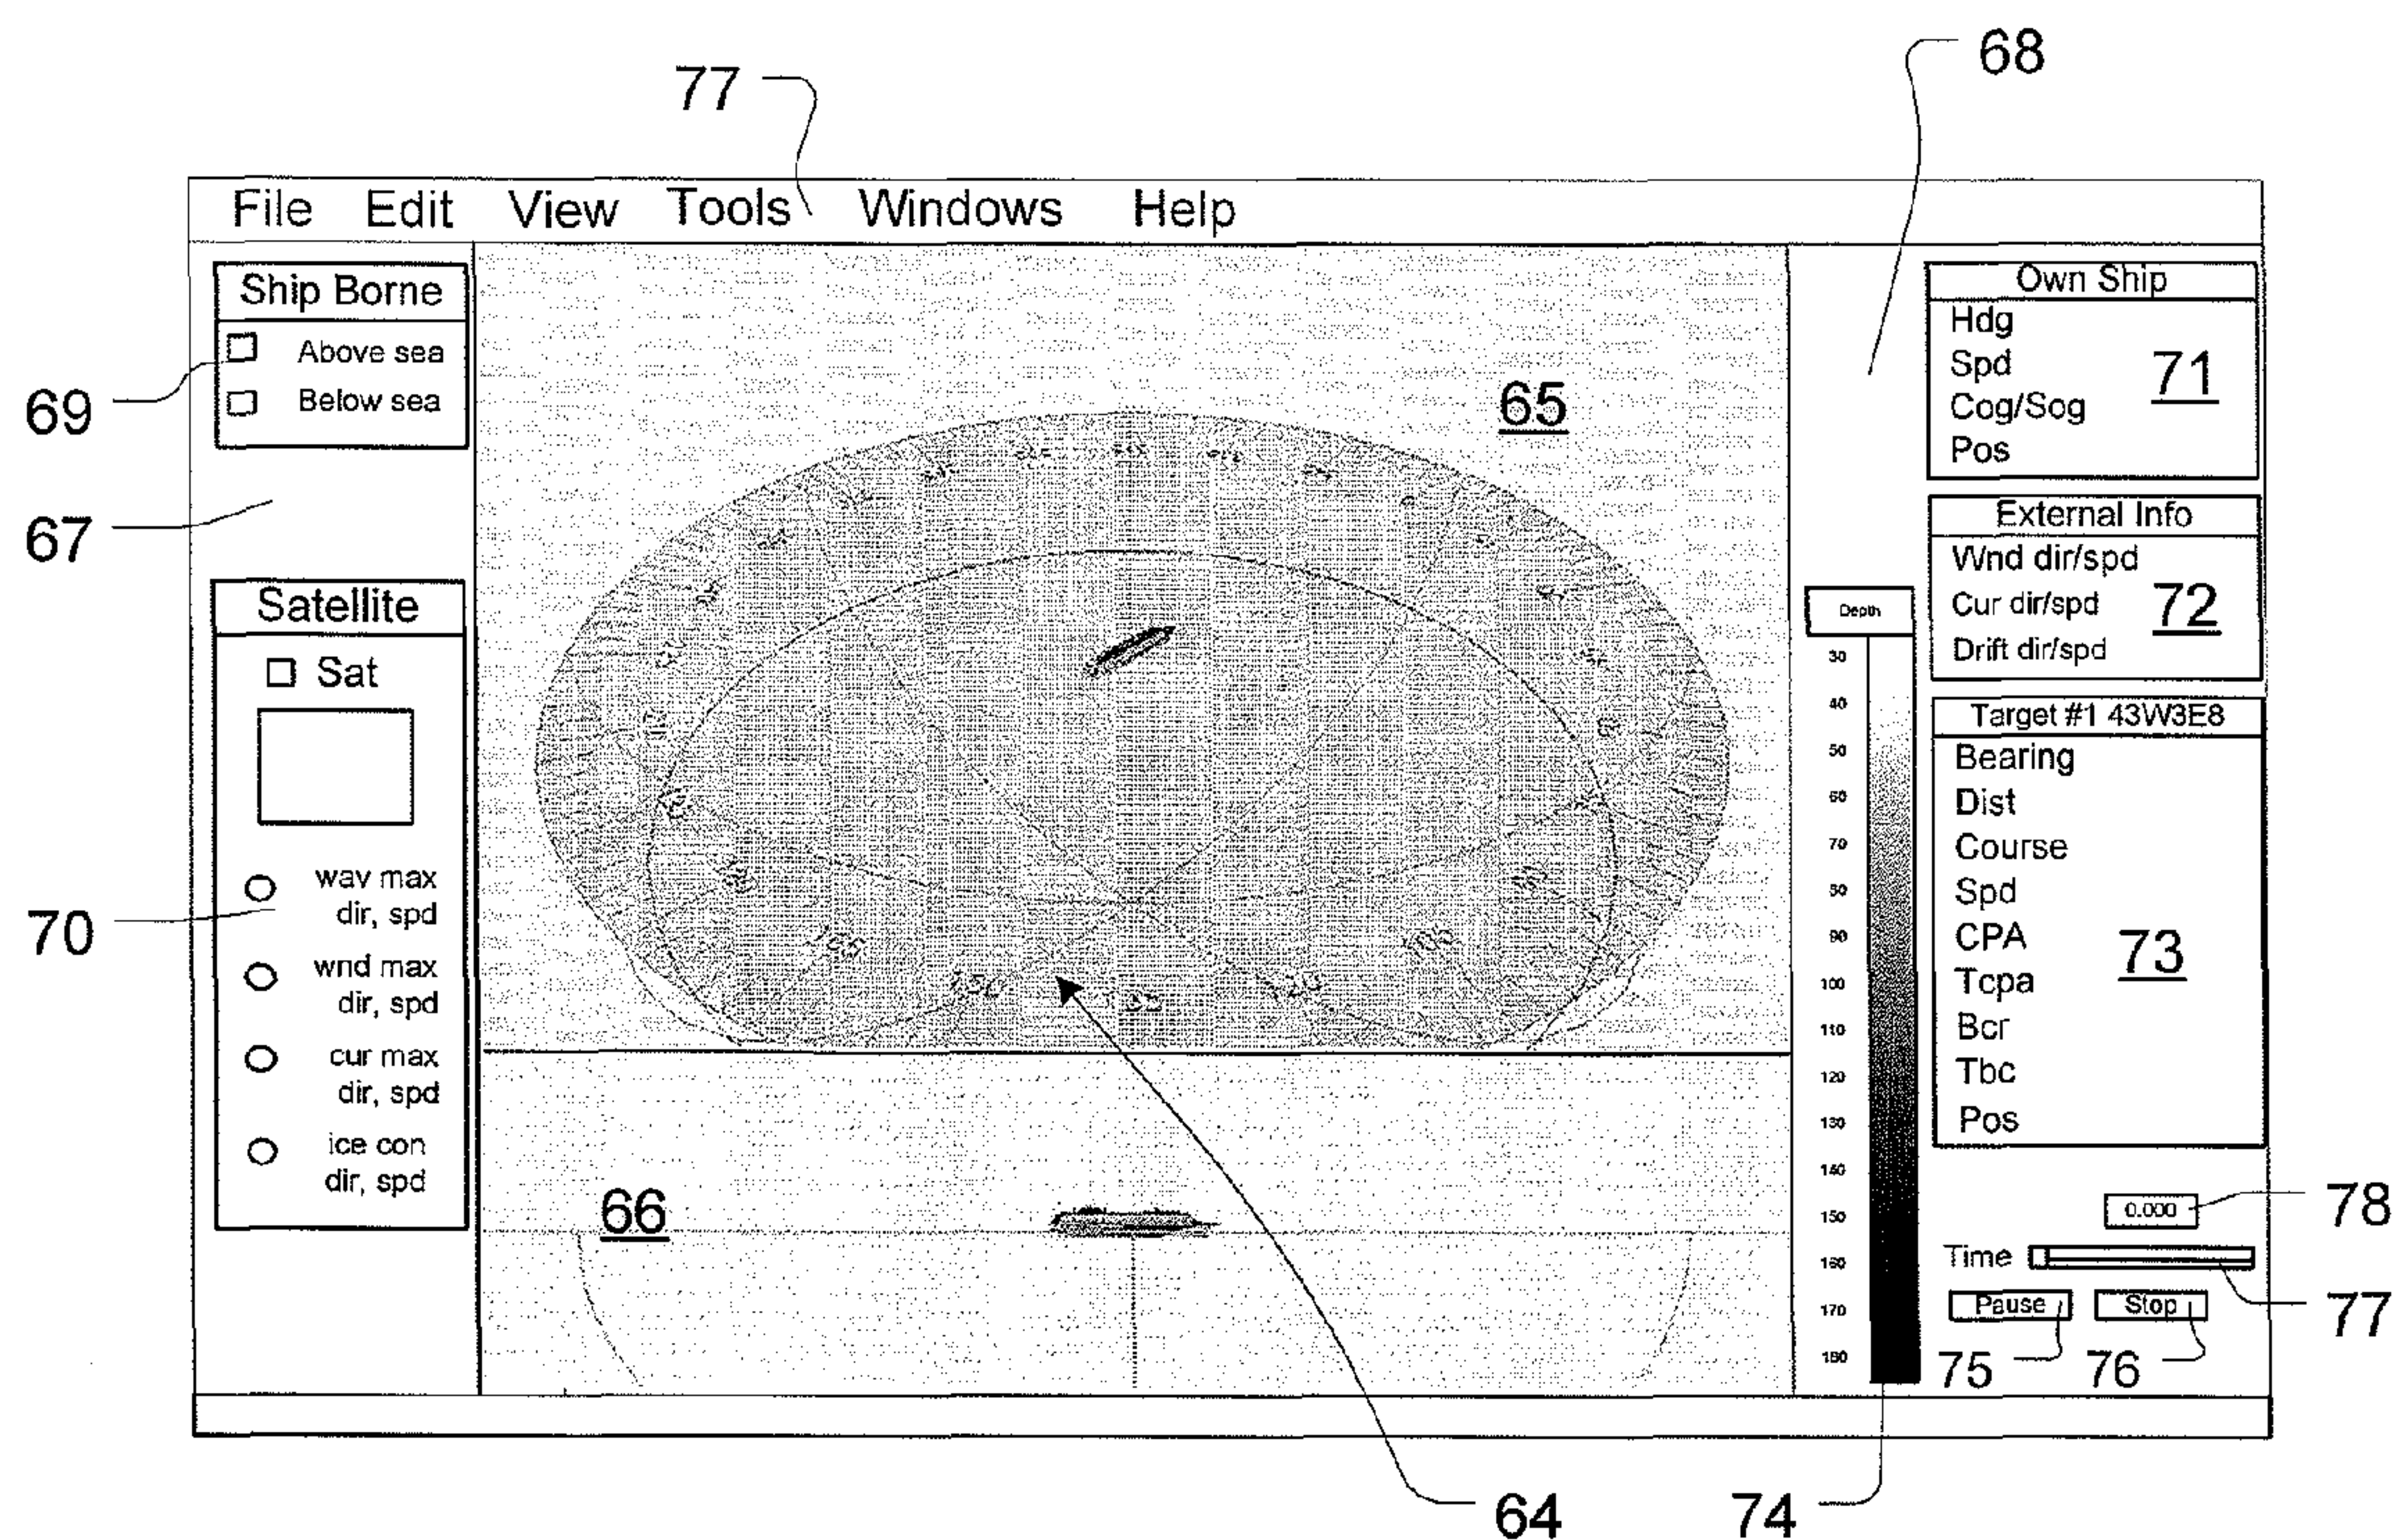 68
77
File Edit View Tools Windows Help
Ship Borne
Above sea
Below sea
69
67
Satellite
Sat
wav max
dir, spd
70
wnd max
dir, spd
cur max
dir, spd
ice con
dir, spd
65
66
64
Depth
30
40
50
60
70
80
90
100
110
120
130
140
150
160
170
180
74
Own Ship
Hdg
Spd
Cog/Sog
Pos
71
External Info
Wnd dir/spd
Cur dir/spd
Drift dir/spd
72
Target #1 43W3E8
Bearing
Dist
Course
Spd
CPA
Tcpa
Bcr
Tbc
Pos
73
0.000
78
Time
77
Pause Stop
75 76